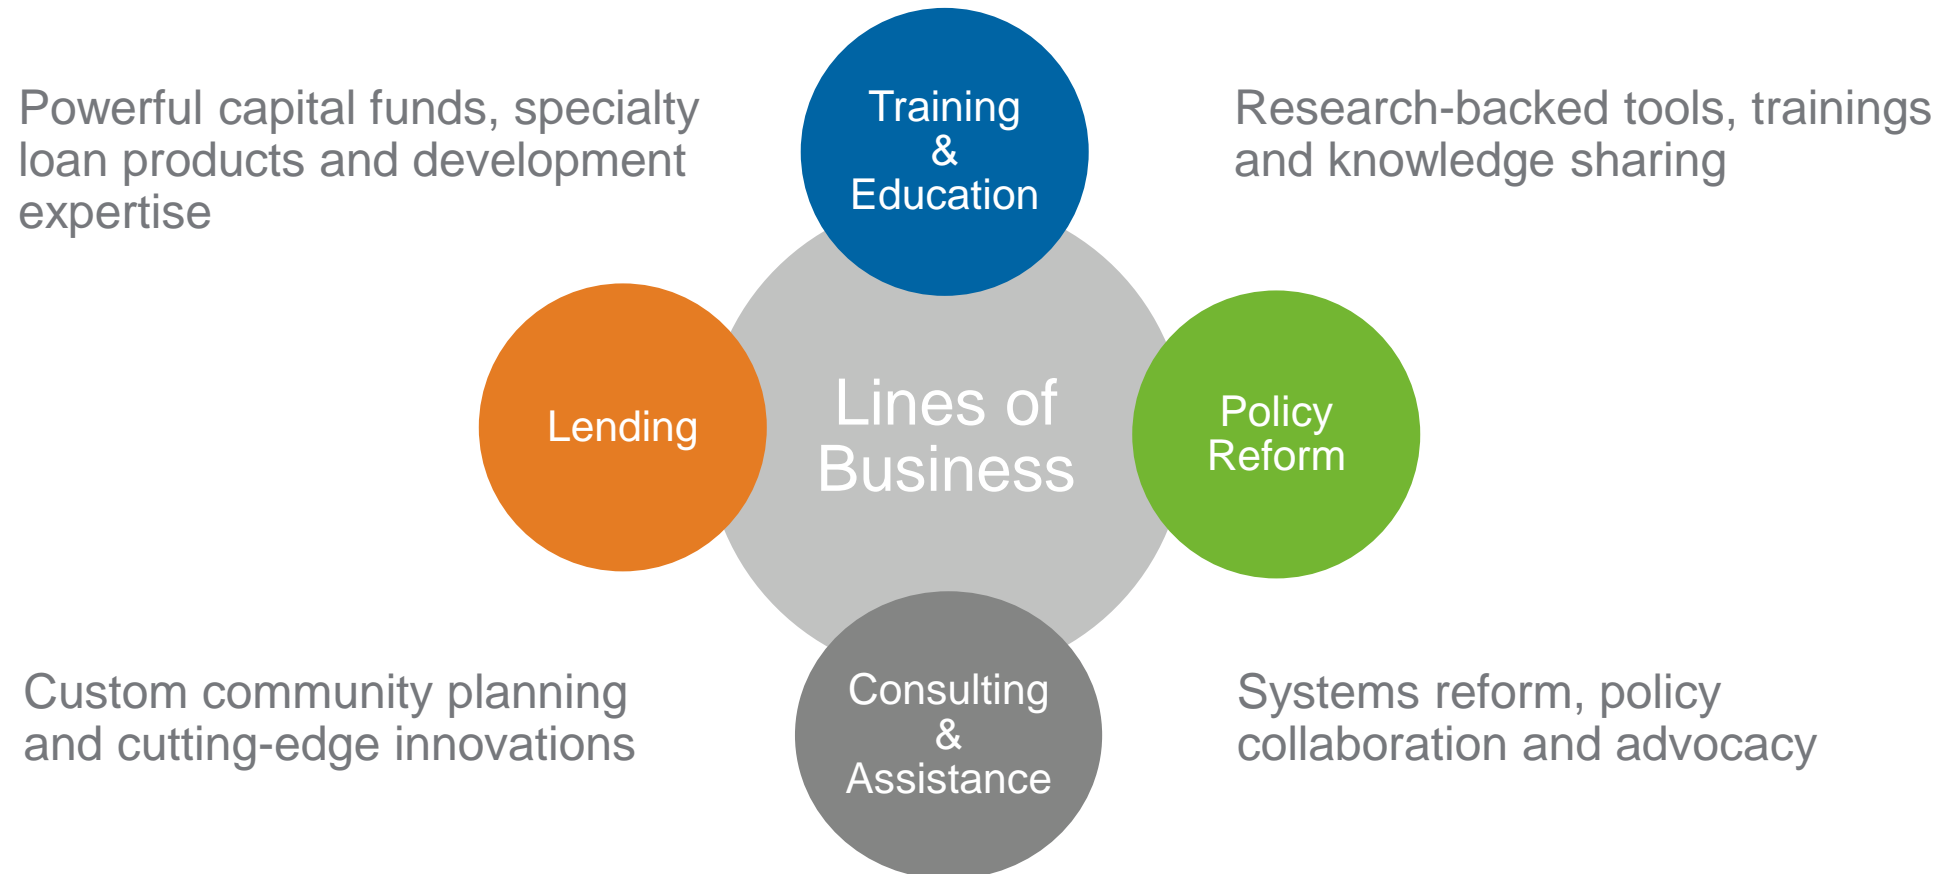 Powerful capital funds, specialty
loan products and development
expertise
Training
&
Education
Research-backed tools, trainings
and knowledge sharing
Lending
Lines of
Business
Policy
Reform
Custom community planning
and cutting-edge innovations
Consulting
&
Assistance
Systems reform, policy
collaboration and advocacy